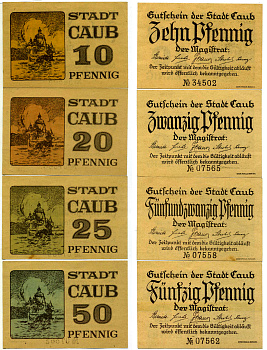 STADT
CAUB
10
PFENNIG
STADT
CAUB
20
PFENNIG
STADT
CAUB
25
PFENNIG
STADT
CAUB
50
PFENNIG
Gutschein der Stadt Caub
Zehn Pfennig
Der Magistrat:
Der Zeitpunkt mit dem die Gültigkeit abläuft
wird öffentlich bekanntgegeben.
№ 34502
Gutschein der Stadt Caub
Zwanzig Pfennig
Der Magistrat:
Der Zeitpunkt mit dem die Gültigkeit abläuft
wird öffentlich bekanntgegeben.
№ 07565
Gutschein der Stadt Caub
Fünfundzwanzig Pfennig
Der Magistrat:
Der Zeitpunkt mit dem die Gültigkeit abläuft
wird öffentlich bekanntgegeben.
№ 07558
Gutschein der Stadt Caub
Fünfzig Pfennig
Der Magistrat:
Der Zeitpunkt mit dem die Gültigkeit abläuft
wird öffentlich bekanntgegeben.
№ 07562